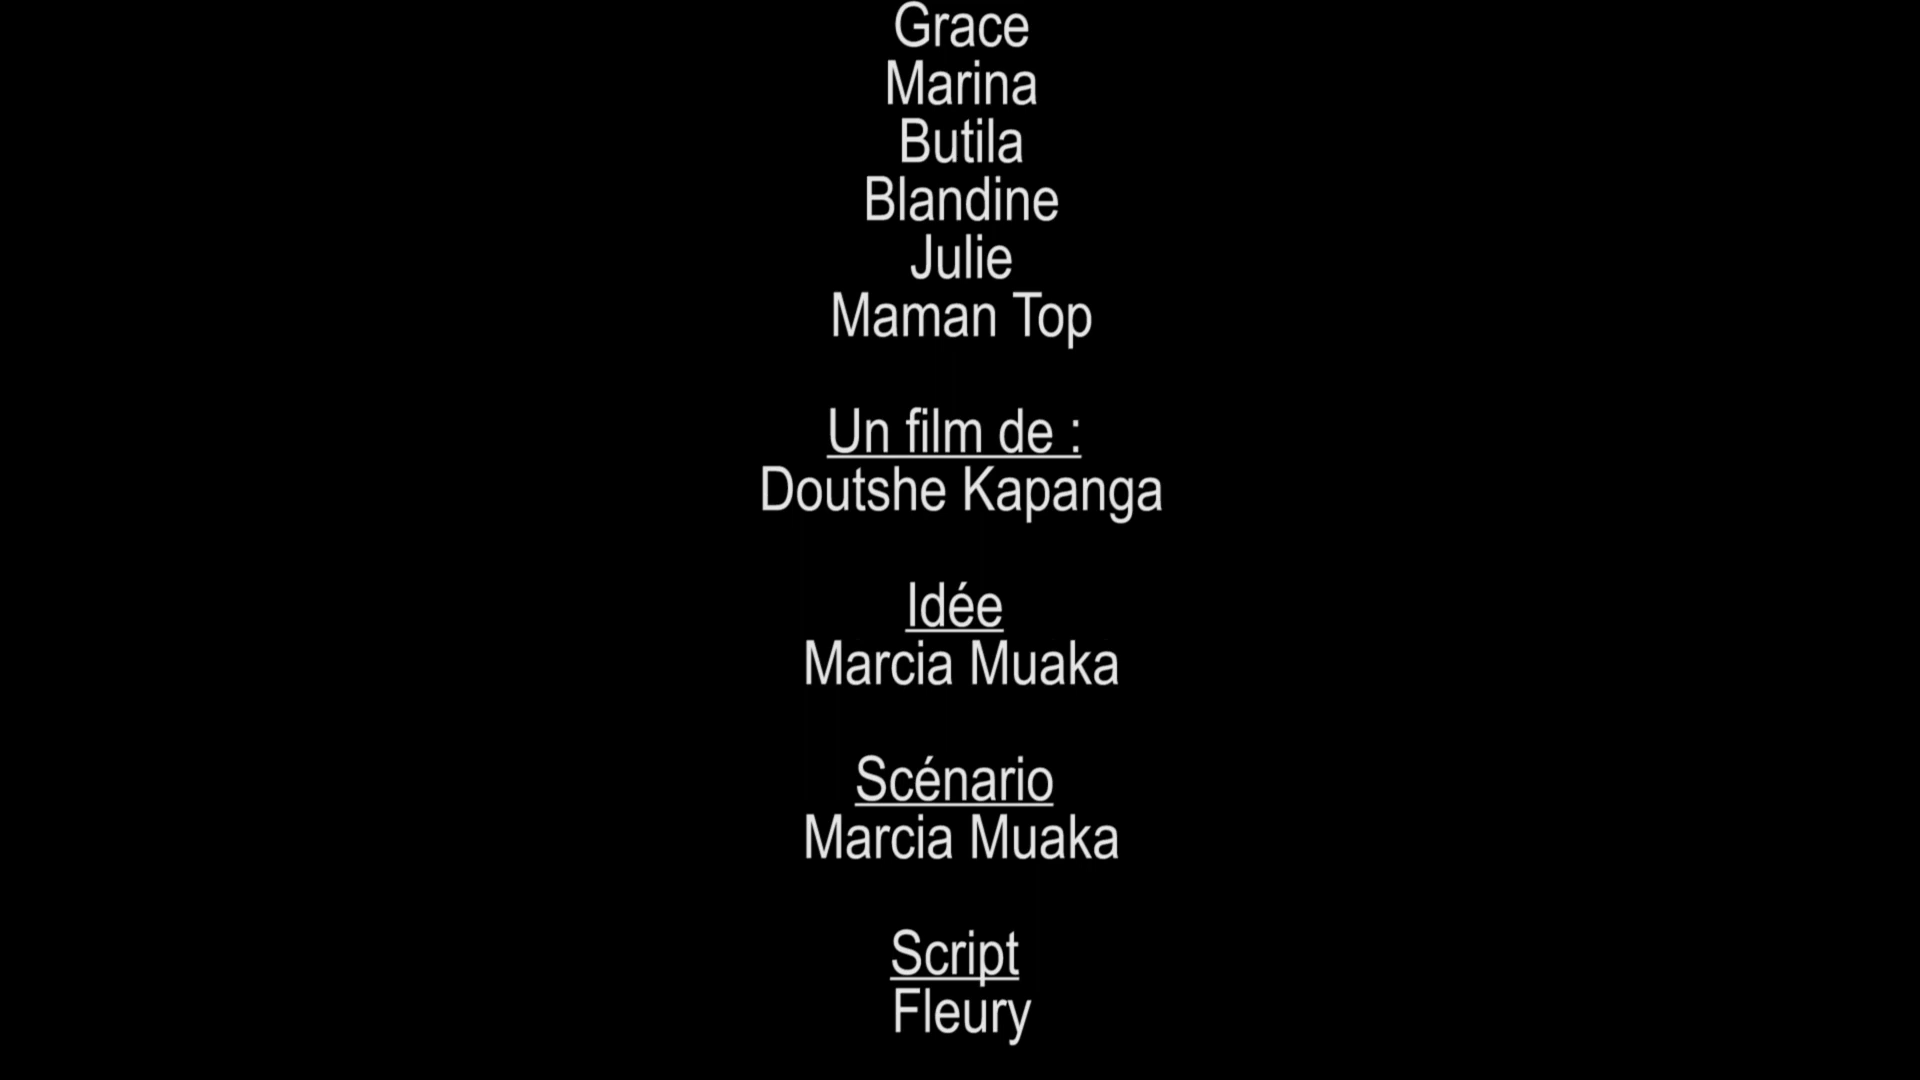 Grace
Marina
Butila
Blandine
Julie
Maman Top
Un film de :
Doutshe Kapanga
Idée
Marcia Muaka
Scénario
Marcia Muaka
Script
Fleury